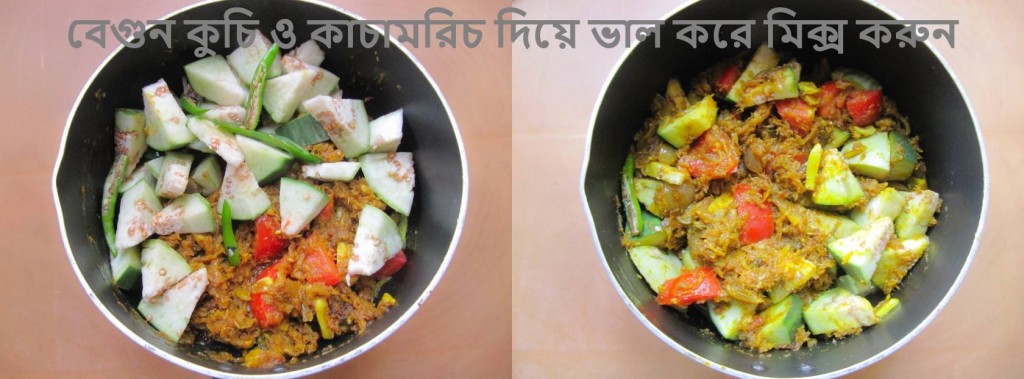 বেগুন কুচি ও কাচামরিচ দিয়ে ভাল করে মিক্স করুন